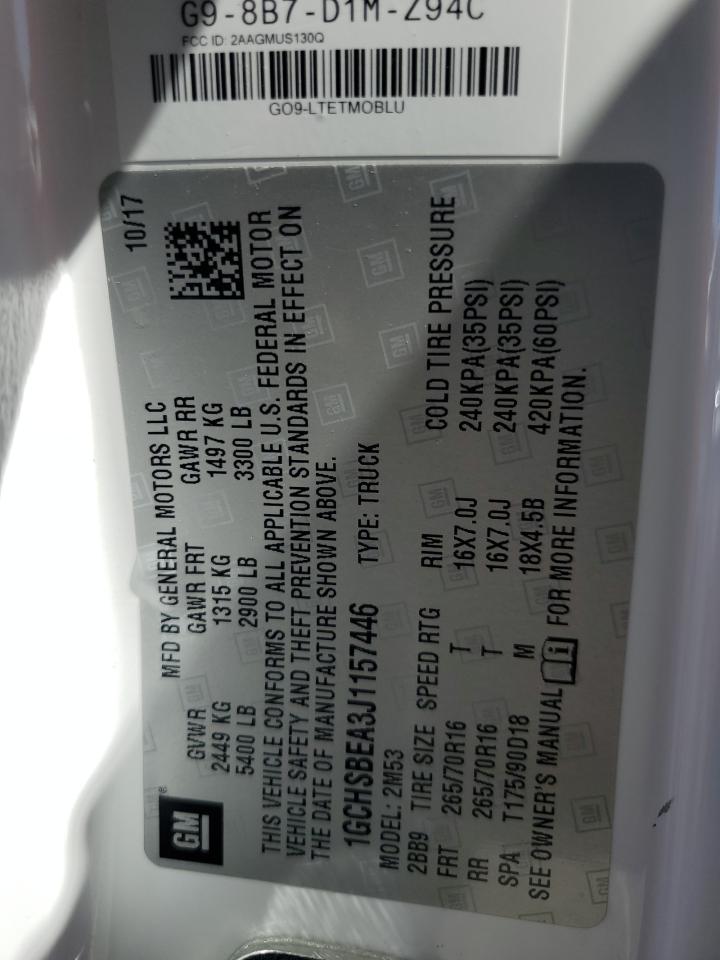 G9-8B7-D1M-Z94C
FCC ID: 2AAGMUS130Q
GO9-LTETMOBLU
GM ®
MFD BY GENERAL MOTORS LLC 10/17
GVWR GAWR FRT GAWR RR
2449 KG 1315 KG 1497 KG
5400 LB 2900 LB 3300 LB
THIS VEHICLE CONFORMS TO ALL APPLICABLE U.S. FEDERAL MOTOR
VEHICLE SAFETY AND THEFT PREVENTION STANDARDS IN EFFECT ON
THE DATE OF MANUFACTURE SHOWN ABOVE.
1GCHSBEA3J1157446 TYPE: TRUCK
MODEL: 2M53
2BB9 TIRE SIZE SPEED RTG RIM COLD TIRE PRESSURE
FRT 265/70R16 T 16X7.0J 240KPA(35PSI)
RR 265/70R16 T 16X7.0J 240KPA(35PSI)
SPA T175/90D18 M 18X4.5B 420KPA(60PSI)
SEE OWNER'S MANUAL FOR MORE INFORMATION.